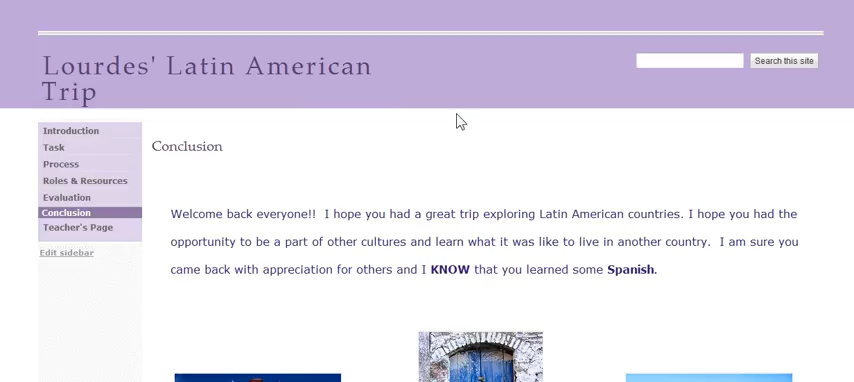 Lourdes' Latin American
Trip
Search this site
Introduction
Task
Process
Roles & Resources
Evaluation
Conclusion
Teacher's Page
Edit sidebar
Conclusion
Welcome back everyone!!  I hope you had a great trip exploring Latin American countries. I hope you had the
opportunity to be a part of other cultures and learn what it was like to live in another country.  I am sure you
came back with appreciation for others and I KNOW that you learned some Spanish.